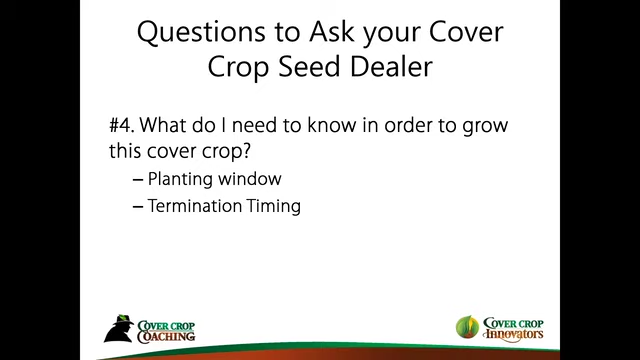 Questions to Ask your Cover
Crop Seed Dealer
#4. What do I need to know in order to grow
this cover crop?
– Planting window
– Termination Timing
COVER CROP
COACHING
COVER CROP
Innovators